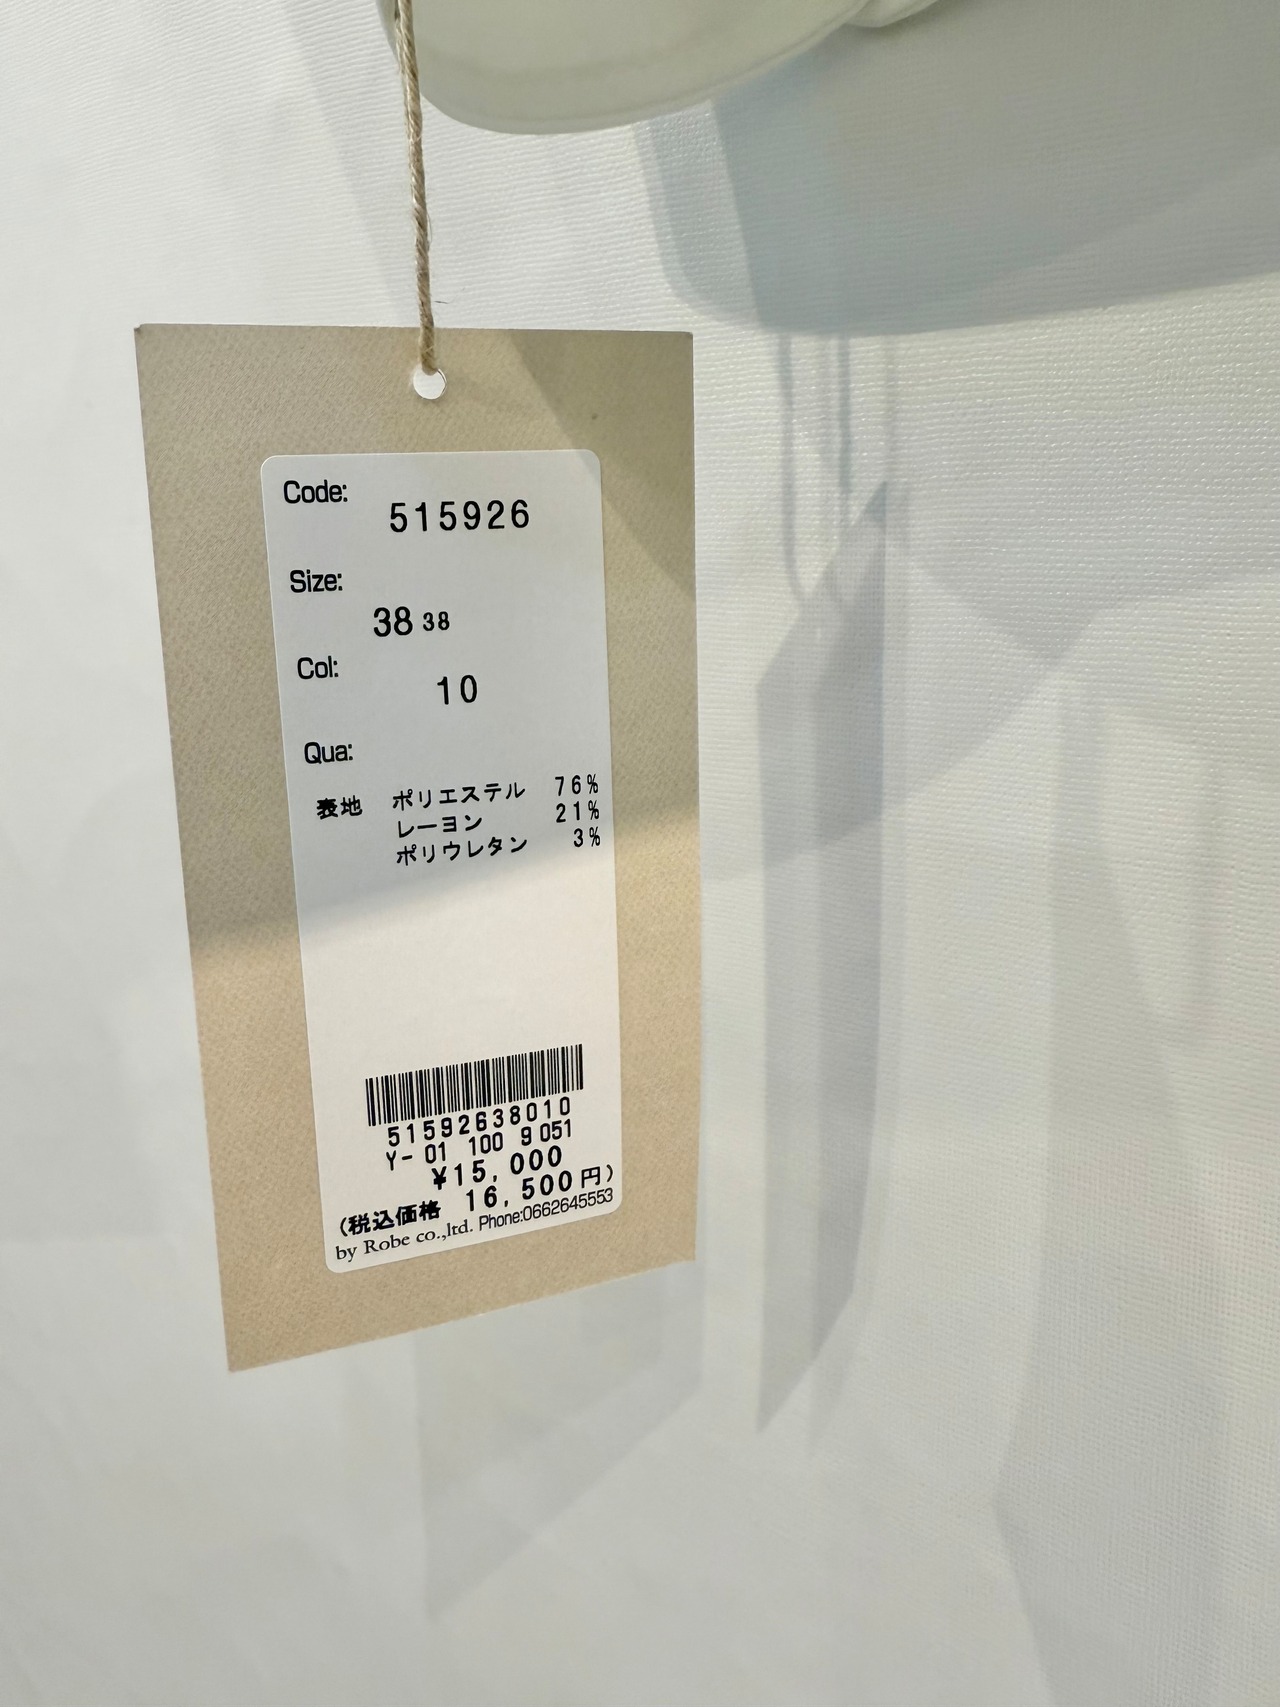 Code:
515926
Size:
38 38
Col:
10
Qua:
表地 ポリエステル 76%
レーヨン 21%
ポリウレタン 3%
51592638010
Y- 01 100 9 051
¥15,000
(税込価格 16,500円)
by Robe co.,ltd. Phone:0662645553